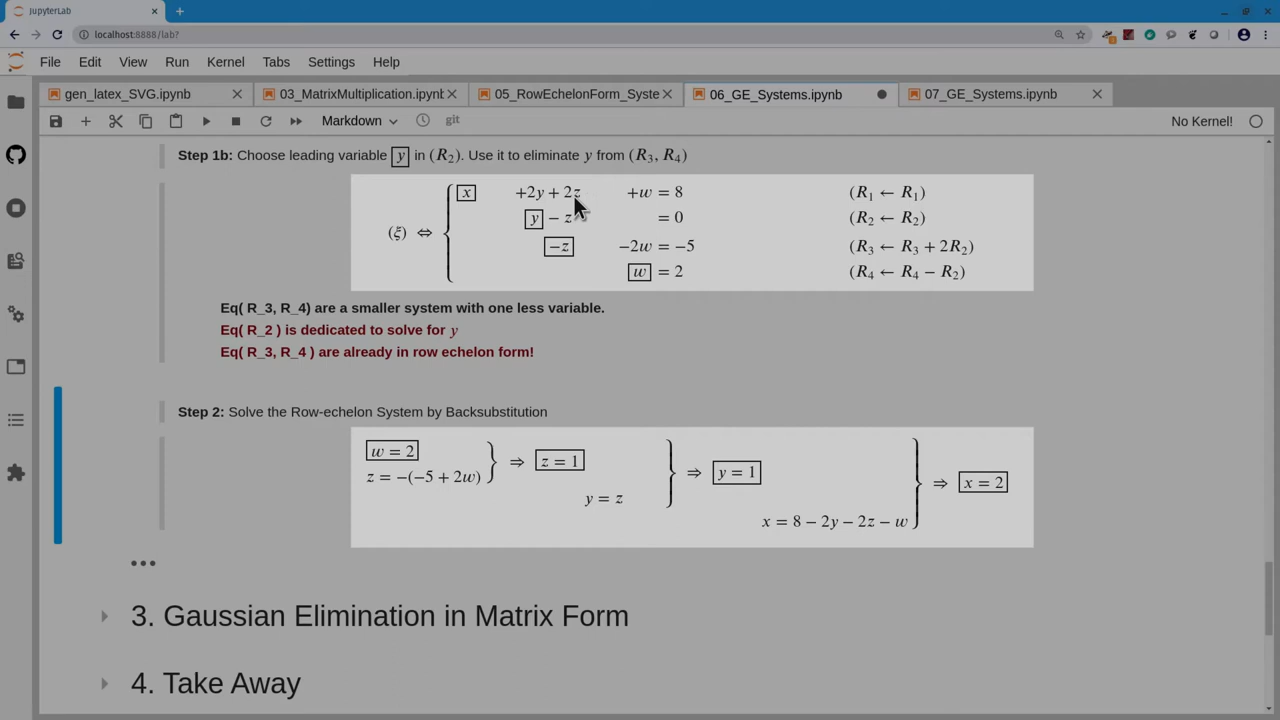 JupyterLab
localhost:8888/lab?
File Edit View Run Kernel Tabs Settings Help
gen_latex_SVG.ipynb 03_MatrixMultiplication.ipynb 05_RowEchelonForm_Syste 06_GE_Systems.ipynb 07_GE_Systems.ipynb
Markdown git No Kernel!
Step 1b: Choose leading variable y in (R₂). Use it to eliminate y from (R₃, R₄)
x +2y + 2z +w = 8 (R₁ ← R₁)
y − z = 0 (R₂ ← R₂)
(ξ) ⇔ {
−z −2w = −5 (R₃ ← R₃ + 2R₂)
w = 2 (R₄ ← R₄ − R₂)
Eq( R_3, R_4) are a smaller system with one less variable.
Eq( R_2 ) is dedicated to solve for y
Eq( R_3, R_4 ) are already in row echelon form!
Step 2: Solve the Row-echelon System by Backsubstitution
w = 2
z = −(−5 + 2w) } ⇒ z = 1
y = z } ⇒ y = 1
x = 8 − 2y − 2z − w } ⇒ x = 2
•••
3. Gaussian Elimination in Matrix Form
4. Take Away